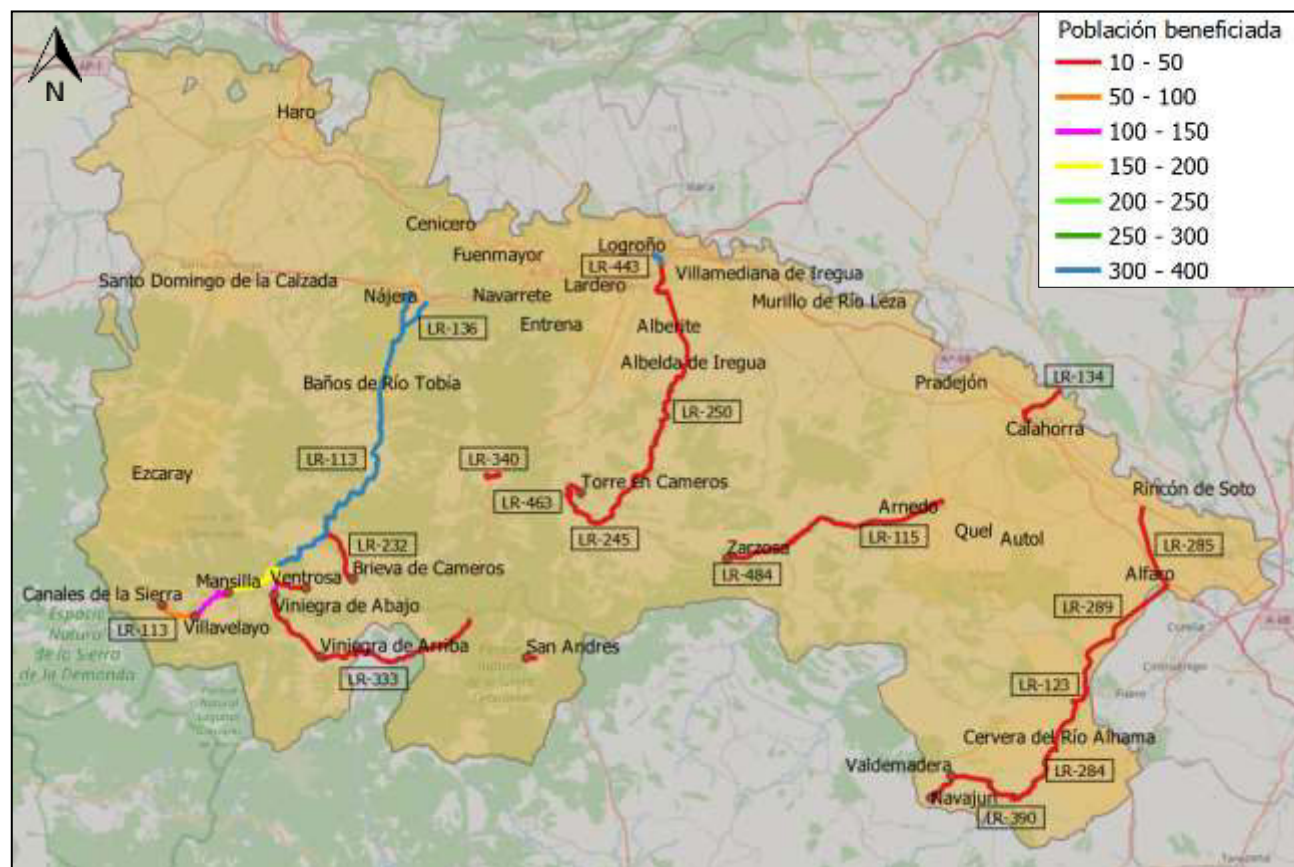 N
AP-1
Población beneficiada
10 - 50
50 - 100
100 - 150
150 - 200
200 - 250
250 - 300
300 - 400
Haro
Cenicero
Fuenmayor
Logroño
LR-443
Villamediana de Iregua
Santo Domingo de la Calzada
Nájera
Navarrete
Lardero
Murillo de Río Leza
LR-136
Entrena
Alberite
Albelda de Iregua
Baños de Río Tobía
Pradejón
LR-134
LR-250
Calahorra
Ezcaray
LR-113
LR-340
Torre en Cameros
LR-463
Rincón de Soto
Arnedo
LR-245
LR-115
Quel
Autol
LR-232
Zarzosa
LR-484
LR-285
Brieva de Cameros
Alfaro
Mansilla
Ventrosa
Canales de la Sierra
Viniegra de Abajo
LR-289
Espacio
Natural
de la Sierra
de la Demanda
LR-113
Villavelayo
Viniegra de Arriba
San Andres
LR-333
LR-123
Cervera del Río Alhama
Valdemadera
LR-284
Navajun
LR-390